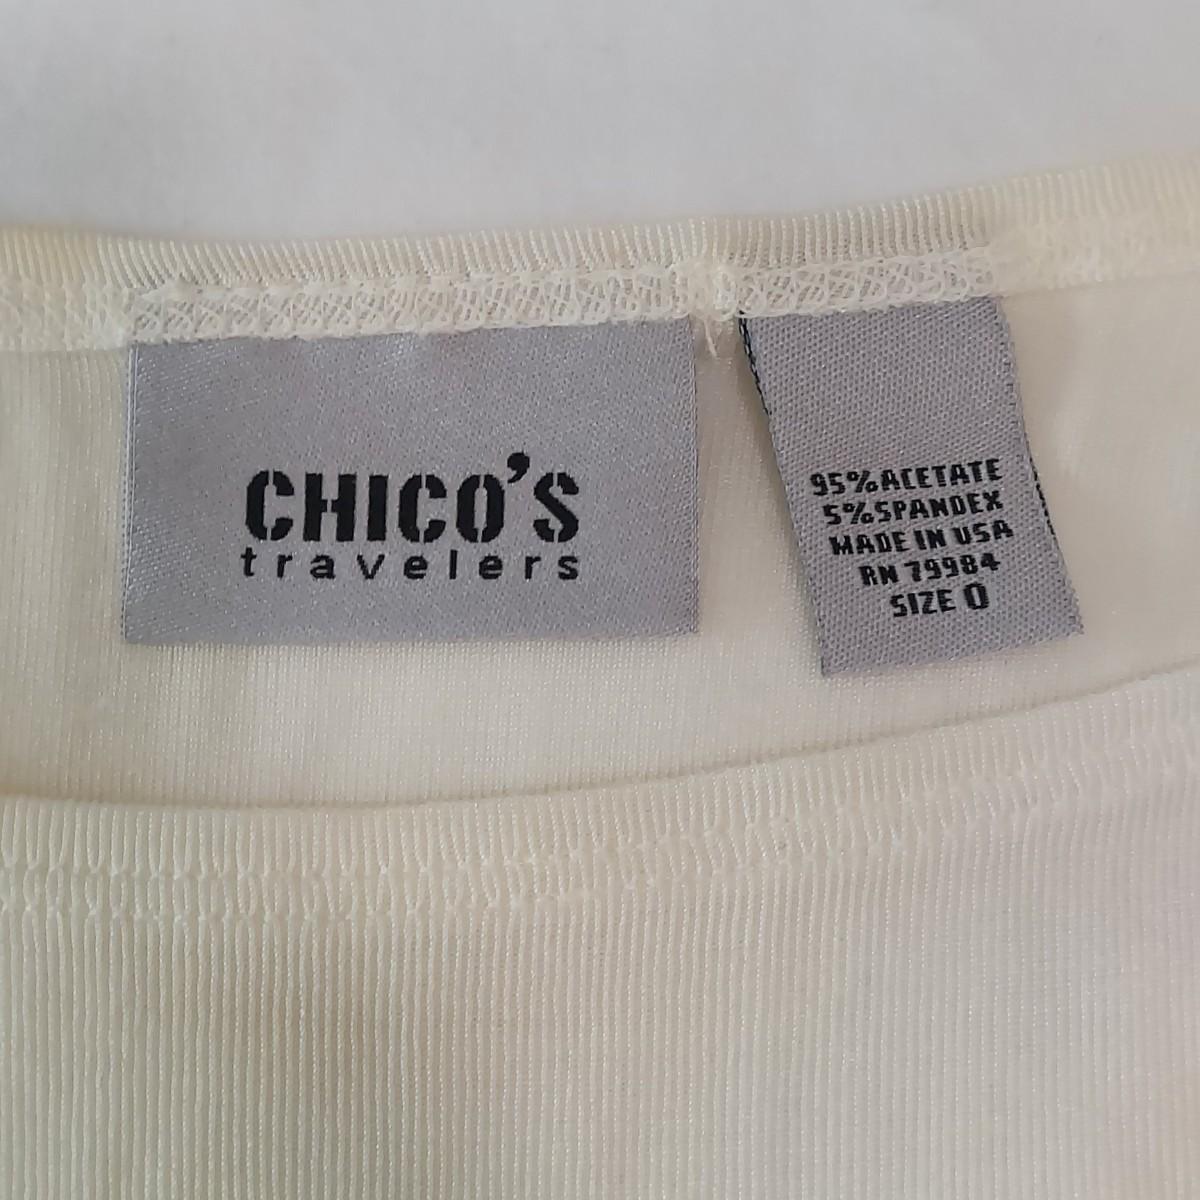 CHICO'S
travelers
95% ACETATE
5% SPANDEX
MADE IN USA
RN 79984
SIZE 0